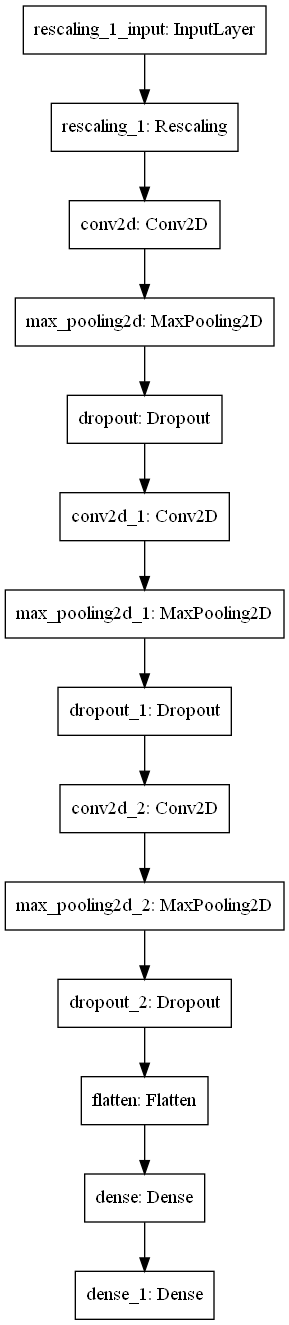 rescaling_1_input: InputLayer
rescaling_1: Rescaling
conv2d: Conv2D
max_pooling2d: MaxPooling2D
dropout: Dropout
conv2d_1: Conv2D
max_pooling2d_1: MaxPooling2D
dropout_1: Dropout
conv2d_2: Conv2D
max_pooling2d_2: MaxPooling2D
dropout_2: Dropout
flatten: Flatten
dense: Dense
dense_1: Dense